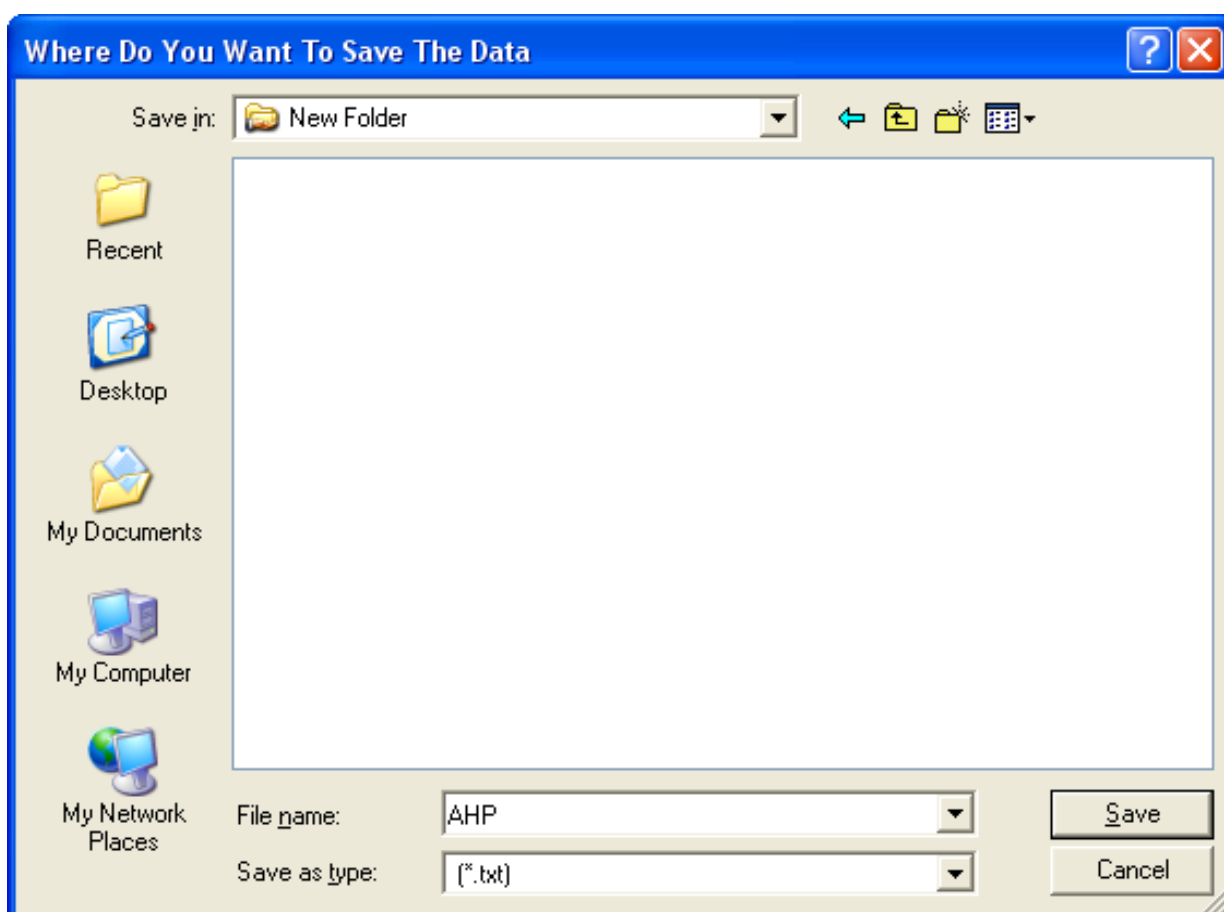 Where Do You Want To Save The Data
Save in:
New Folder
Recent
Desktop
My Documents
My Computer
My Network
Places
File name:
AHP
Save
Save as type:
(*.txt)
Cancel